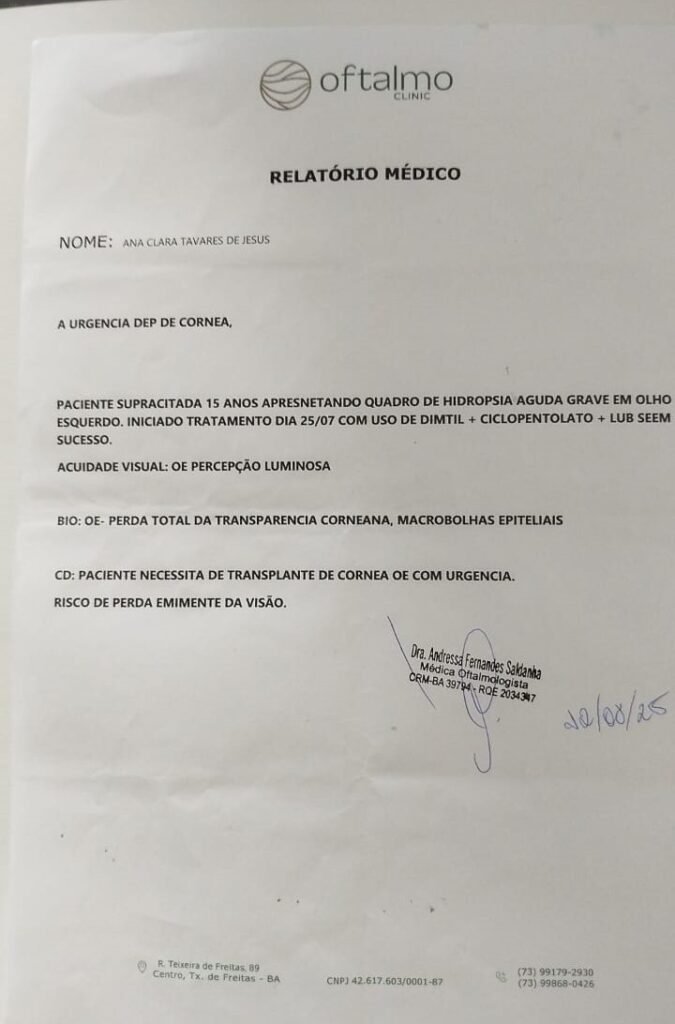 oftalmo
CLINIC
RELATÓRIO MÉDICO
NOME: ANA CLARA TAVARES DE JESUS
A URGENCIA DEP DE CORNEA,
PACIENTE SUPRACITADA 15 ANOS APRESNETANDO QUADRO DE HIDROPSIA AGUDA GRAVE EM OLHO
ESQUERDO. INICIADO TRATAMENTO DIA 25/07 COM USO DE DIMTIL + CICLOPENTOLATO + LUB SEEM
SUCESSO.
ACUIDADE VISUAL: OE PERCEPÇÃO LUMINOSA
BIO: OE- PERDA TOTAL DA TRANSPARENCIA CORNEANA, MACROBOLHAS EPITELIAIS
CD: PACIENTE NECESSITA DE TRANSPLANTE DE CORNEA OE COM URGENCIA.
RISCO DE PERDA EMIMENTE DA VISÃO.
Dra. Andressa Fernandes Saldanha
Médica Oftalmologista
CRM-BA 39794 - RQE
R. Teixeira de Freitas, 89
Centro, Tx. de Freitas - BA
CNPJ 42.617.603/0001-87
(73) 99179-2930
(73) 99868-0426